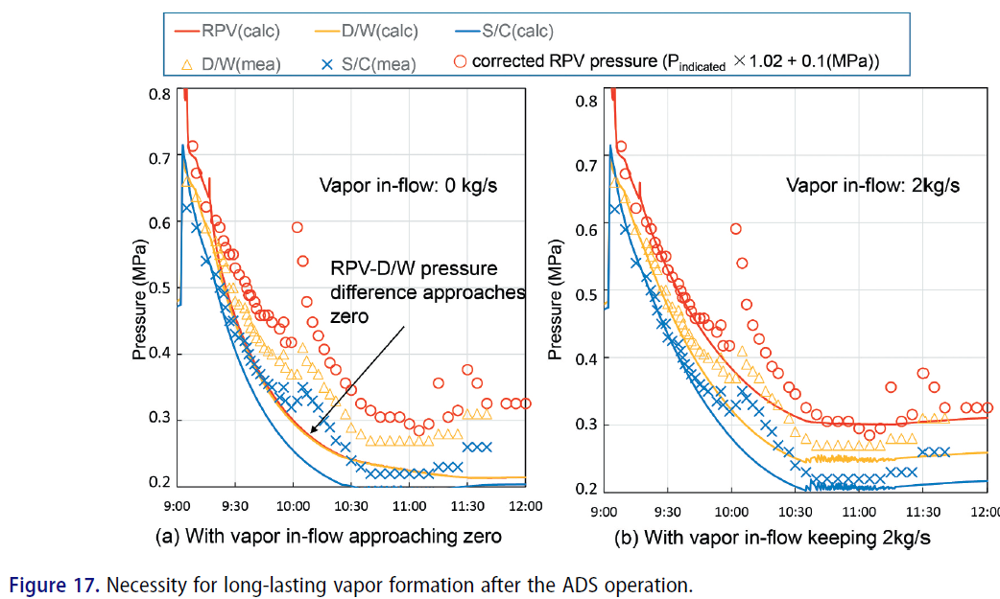 RPV(calc) D/W(calc) S/C(calc)
D/W(mea) S/C(mea) corrected RPV pressure (Pindicated ×1.02 + 0.1(MPa))
Pressure (MPa)
0.8
0.7
0.6
0.5
0.4
0.3
0.2
Vapor in-flow: 0 kg/s
RPV-D/W pressure
difference approaches
zero
9:00 9:30 10:00 10:30 11:00 11:30 12:00
(a) With vapor in-flow approaching zero
Pressure (MPa)
0.8
0.7
0.6
0.5
0.4
0.3
0.2
Vapor in-flow: 2kg/s
9:00 9:30 10:00 10:30 11:00 11:30 12:00
(b) With vapor in-flow keeping 2kg/s
Figure 17. Necessity for long-lasting vapor formation after the ADS operation.